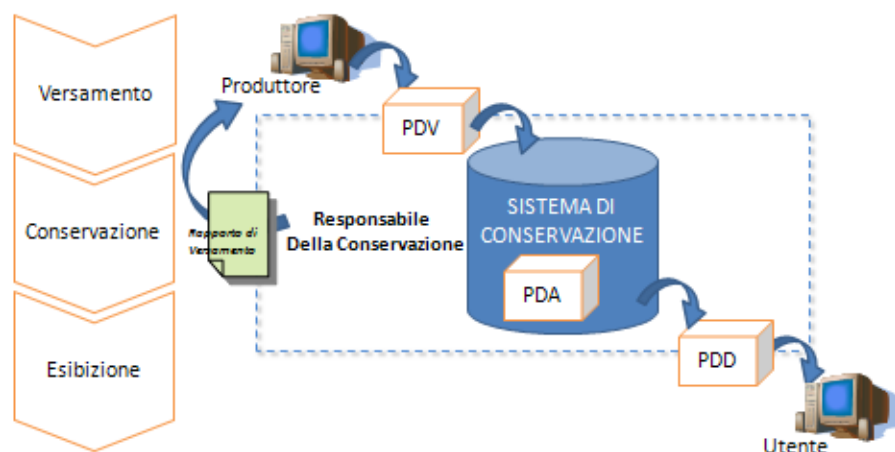 Versamento
Conservazione
Esibizione
Produttore
PDV
Rapporto di
Versamento
Responsabile
Della Conservazione
SISTEMA DI
CONSERVAZIONE
PDA
PDD
Utente